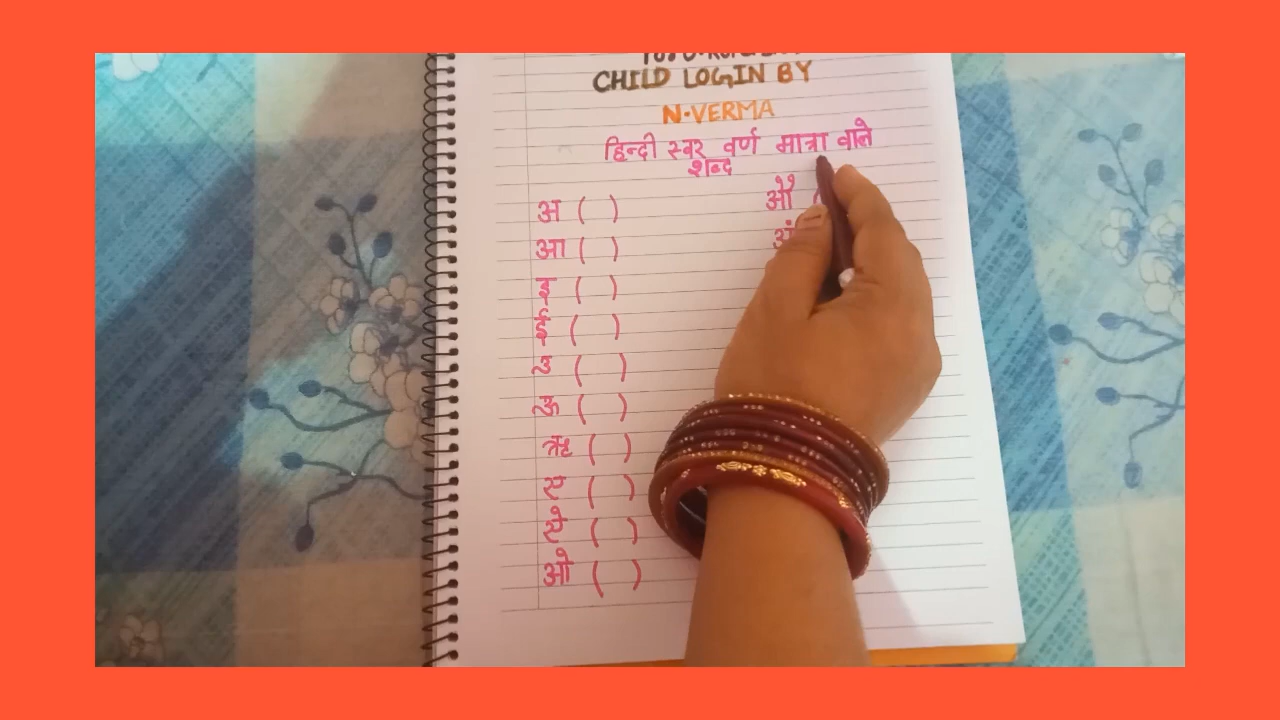 CHILD LOGIN BY
N·VERMA
हिन्दी स्वर वर्ण मात्रा वाले
शब्द
अ ( )
आ ( )
इ ( )
ई ( )
उ ( )
ऊ ( )
ऋ ( )
ए ( )
ऐ ( )
ओ ( )
औ (
अं